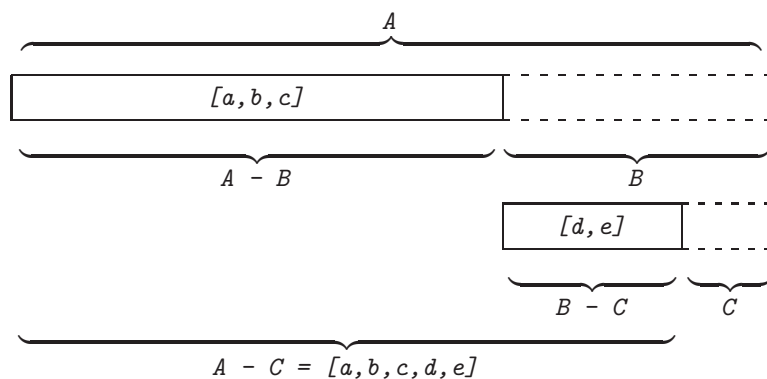 A
[a,b,c]
A - B
B
[d,e]
B - C
C
A - C = [a,b,c,d,e]